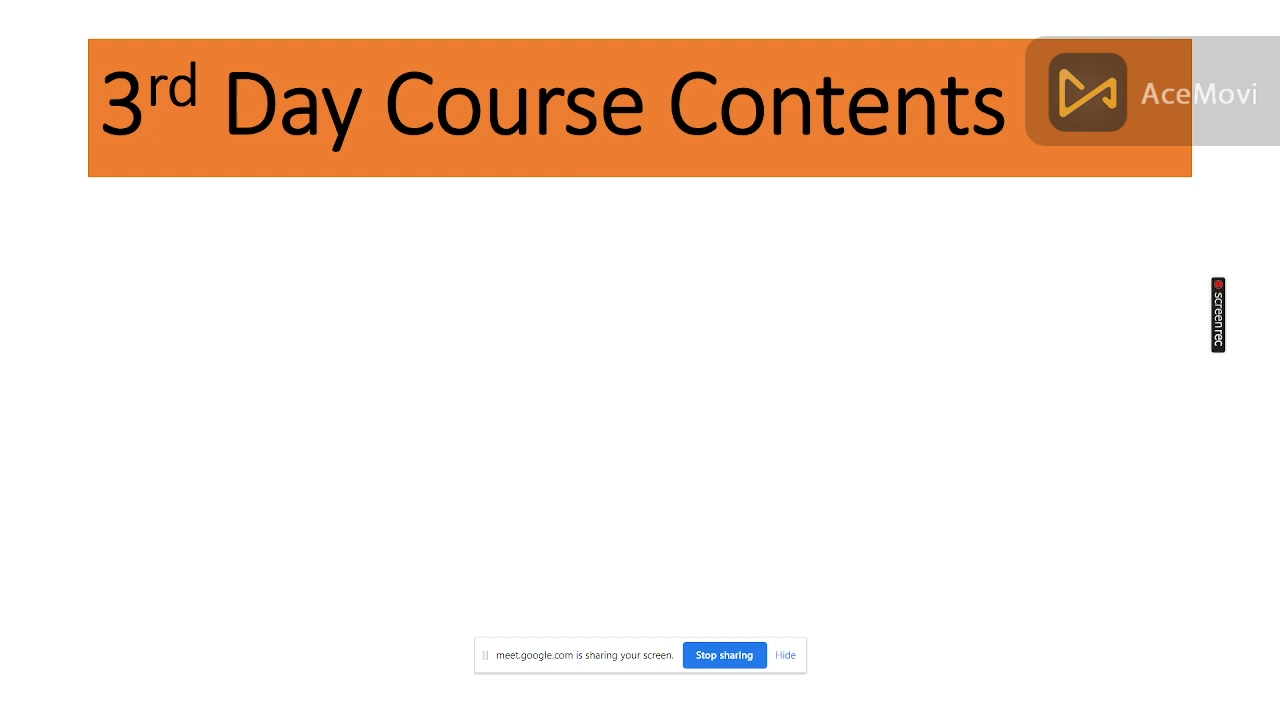 3rd Day Course Contents
AceMovi
screenrec
meet.google.com is sharing your screen. Stop sharing Hide